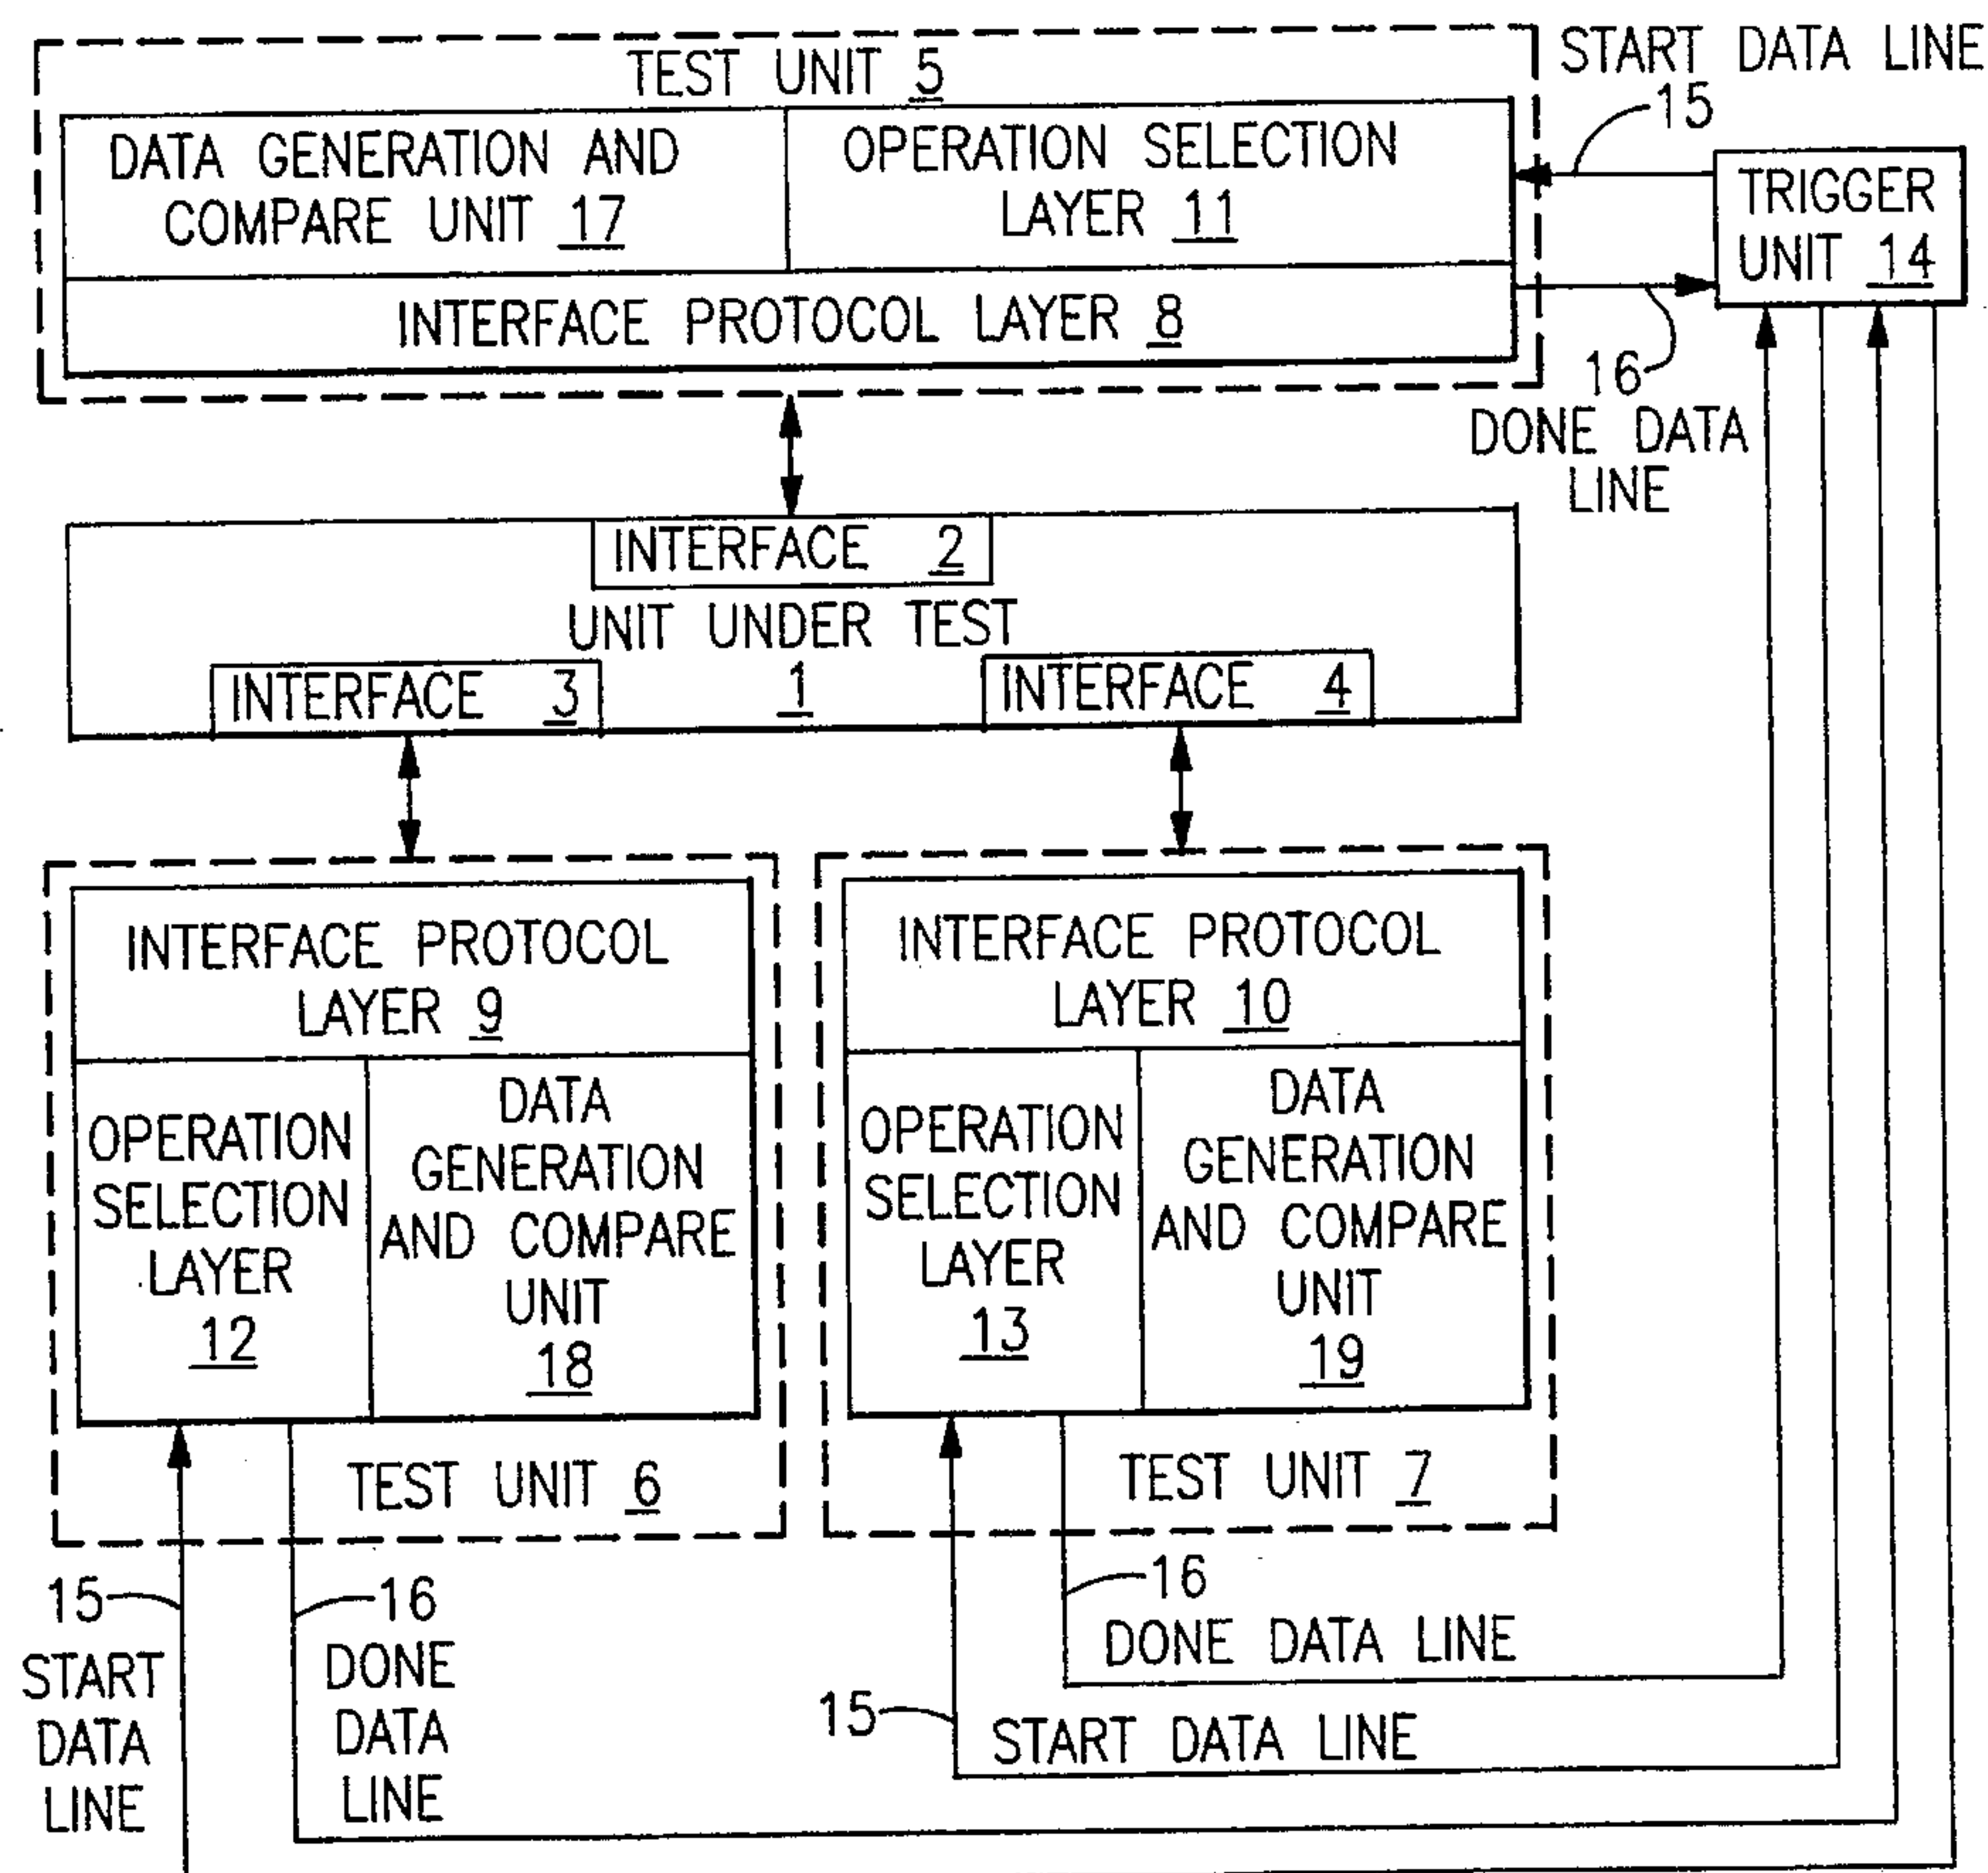 TEST UNIT 5
START DATA LINE
15
DATA GENERATION AND
COMPARE UNIT 17
OPERATION SELECTION
LAYER 11
TRIGGER
UNIT 14
INTERFACE PROTOCOL LAYER 8
16
DONE DATA
LINE
INTERFACE 2
UNIT UNDER TEST
1
INTERFACE 3
INTERFACE 4
INTERFACE PROTOCOL
LAYER 9
OPERATION
SELECTION
LAYER
12
DATA
GENERATION
AND COMPARE
UNIT
18
TEST UNIT 6
INTERFACE PROTOCOL
LAYER 10
OPERATION
SELECTION
LAYER
13
DATA
GENERATION
AND COMPARE
UNIT
19
TEST UNIT 7
15
START
DATA
LINE
16
DONE
DATA
LINE
16
DONE DATA LINE
15
START DATA LINE